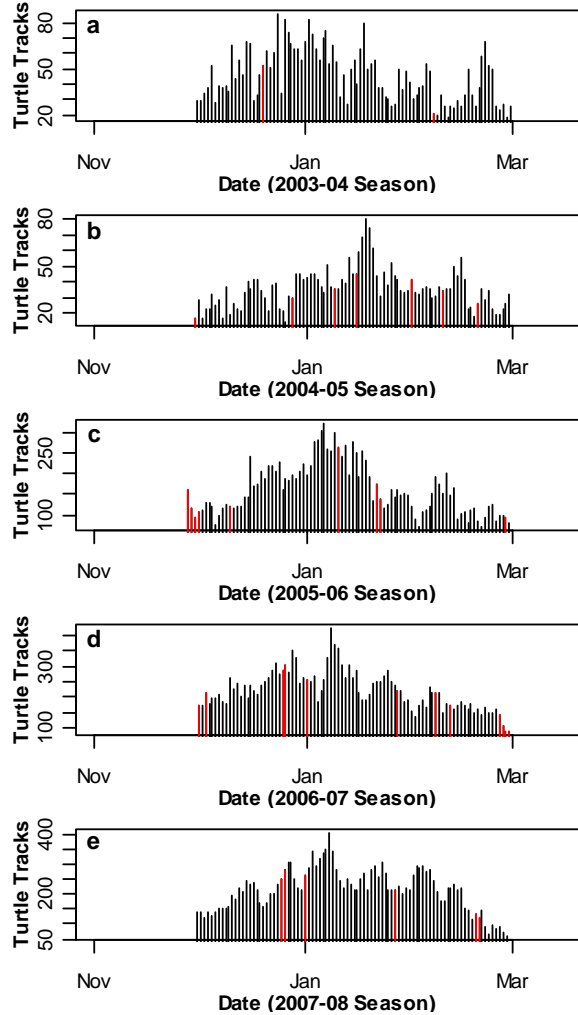 a
Turtle Tracks
20 50 80
Nov Jan Mar
Date (2003-04 Season)
b
Turtle Tracks
20 50 80
Nov Jan Mar
Date (2004-05 Season)
c
Turtle Tracks
100 250
Nov Jan Mar
Date (2005-06 Season)
d
Turtle Tracks
100 300
Nov Jan Mar
Date (2006-07 Season)
e
Turtle Tracks
50 200 400
Nov Jan Mar
Date (2007-08 Season)